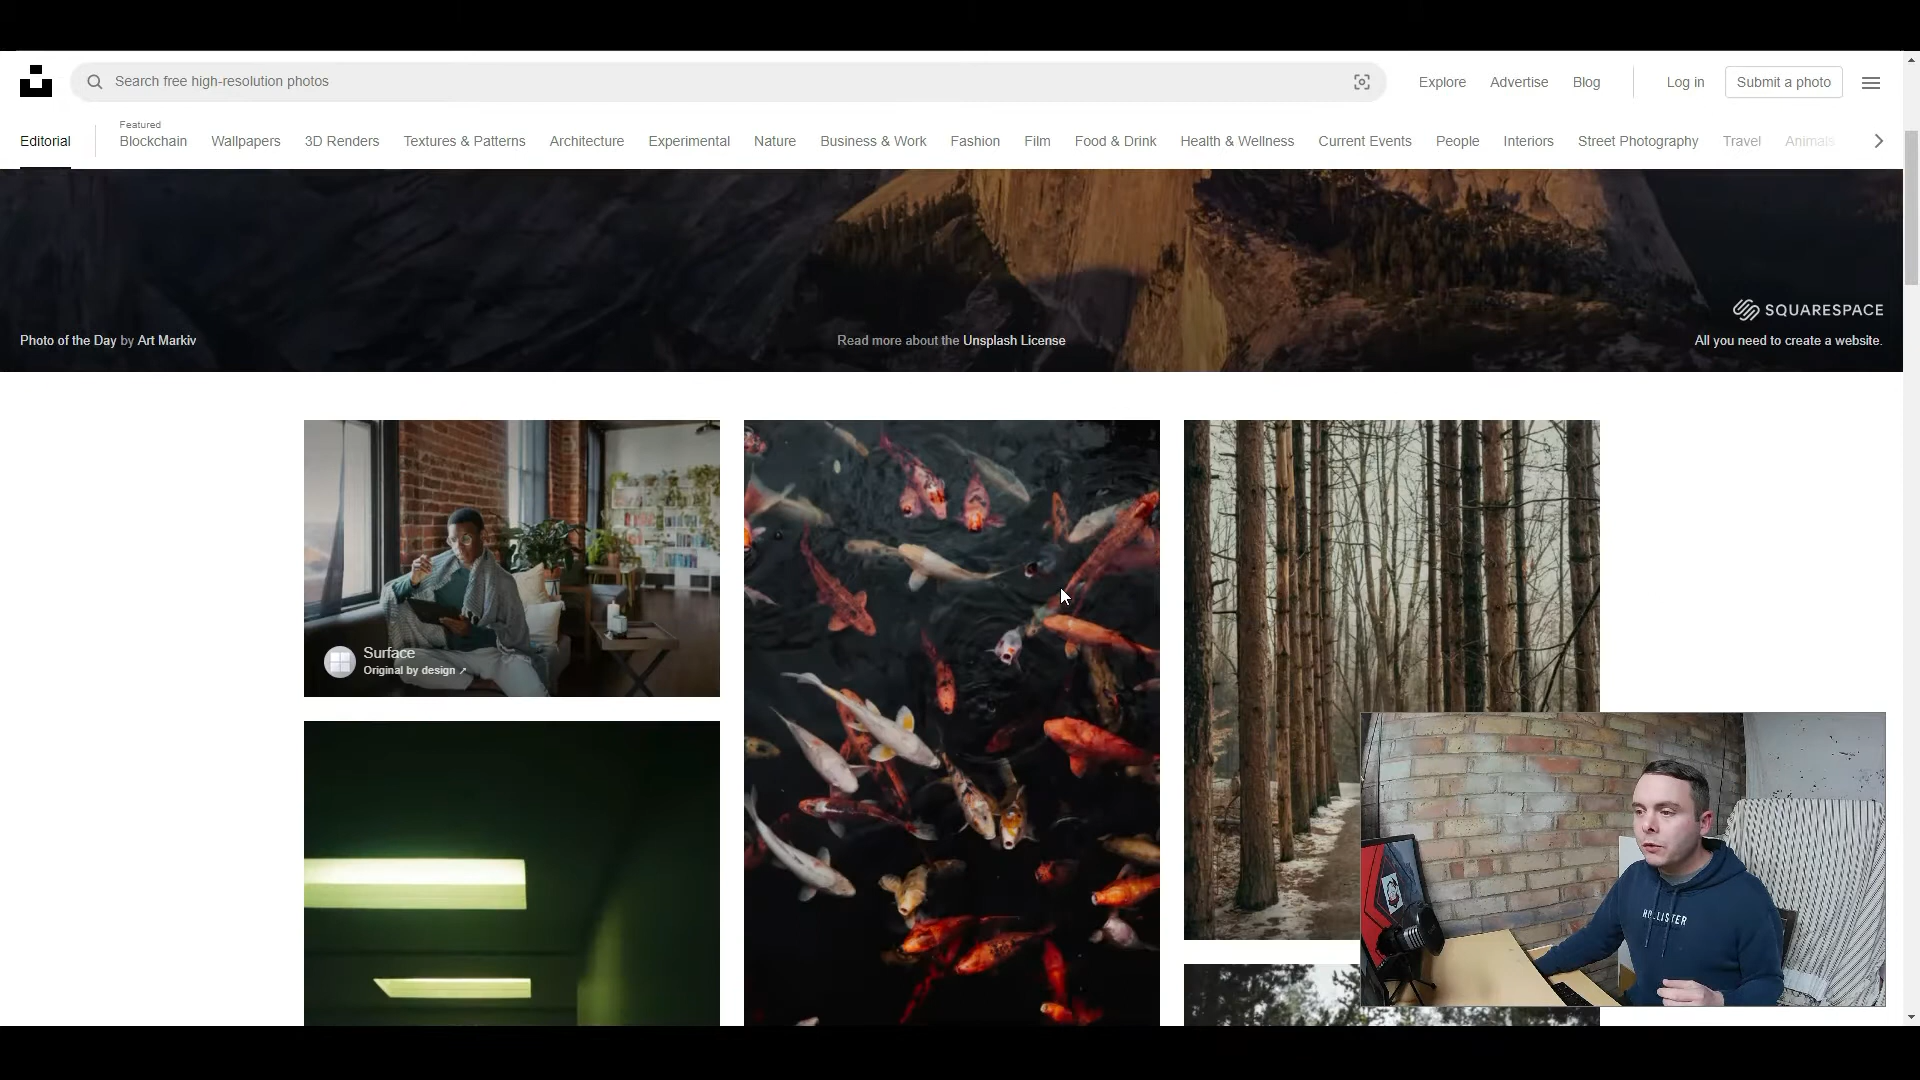 Search free high-resolution photos
Explore
Advertise
Blog
Log in
Submit a photo
Editorial
Featured
Blockchain
Wallpapers
3D Renders
Textures & Patterns
Architecture
Experimental
Nature
Business & Work
Fashion
Film
Food & Drink
Health & Wellness
Current Events
People
Interiors
Street Photography
Travel
Animals
SQUARESPACE
Photo of the Day by Art Markiv
Read more about the Unsplash License
All you need to create a website.
Surface
Original by design ↗
HOLLISTER